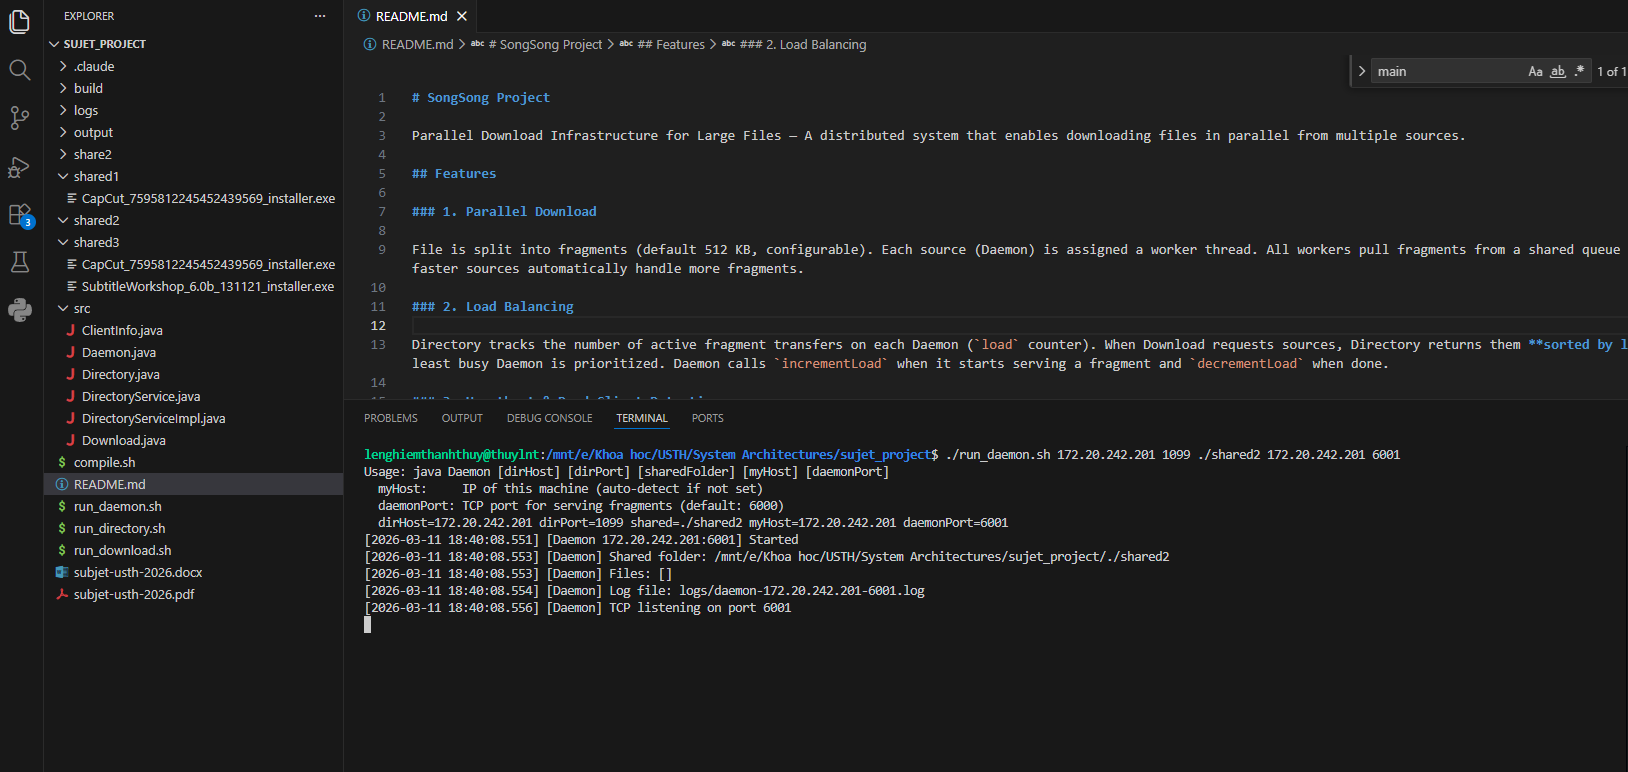 EXPLORER
SUJET_PROJECT
.claude
build
logs
output
share2
shared1
CapCut_7595812245452439569_installer.exe
shared2
shared3
CapCut_7595812245452439569_installer.exe
SubtitleWorkshop_6.0b_131121_installer.exe
src
J ClientInfo.java
J Daemon.java
J Directory.java
J DirectoryService.java
J DirectoryServiceImpl.java
J Download.java
$ compile.sh
README.md
$ run_daemon.sh
$ run_directory.sh
$ run_download.sh
subjet-usth-2026.docx
subjet-usth-2026.pdf
3
README.md
README.md > abc # SongSong Project > abc ## Features > abc ### 2. Load Balancing
main Aa ab .* 1 of 1
1 # SongSong Project
2
3 Parallel Download Infrastructure for Large Files — A distributed system that enables downloading files in parallel from multiple sources.
4
5 ## Features
6
7 ### 1. Parallel Download
8
9 File is split into fragments (default 512 KB, configurable). Each source (Daemon) is assigned a worker thread. All workers pull fragments from a shared queue
faster sources automatically handle more fragments.
10
11 ### 2. Load Balancing
12
13 Directory tracks the number of active fragment transfers on each Daemon (`load` counter). When Download requests sources, Directory returns them **sorted by l
least busy Daemon is prioritized. Daemon calls `incrementLoad` when it starts serving a fragment and `decrementLoad` when done.
14
PROBLEMS OUTPUT DEBUG CONSOLE TERMINAL PORTS
lenghiemthanhthuy@thuylnt:/mnt/e/Khoa hoc/USTH/System Architectures/sujet_project$ ./run_daemon.sh 172.20.242.201 1099 ./shared2 172.20.242.201 6001
Usage: java Daemon [dirHost] [dirPort] [sharedFolder] [myHost] [daemonPort]
myHost: IP of this machine (auto-detect if not set)
daemonPort: TCP port for serving fragments (default: 6000)
dirHost=172.20.242.201 dirPort=1099 shared=./shared2 myHost=172.20.242.201 daemonPort=6001
[2026-03-11 18:40:08.551] [Daemon 172.20.242.201:6001] Started
[2026-03-11 18:40:08.553] [Daemon] Shared folder: /mnt/e/Khoa hoc/USTH/System Architectures/sujet_project/./shared2
[2026-03-11 18:40:08.553] [Daemon] Files: []
[2026-03-11 18:40:08.554] [Daemon] Log file: logs/daemon-172.20.242.201-6001.log
[2026-03-11 18:40:08.556] [Daemon] TCP listening on port 6001